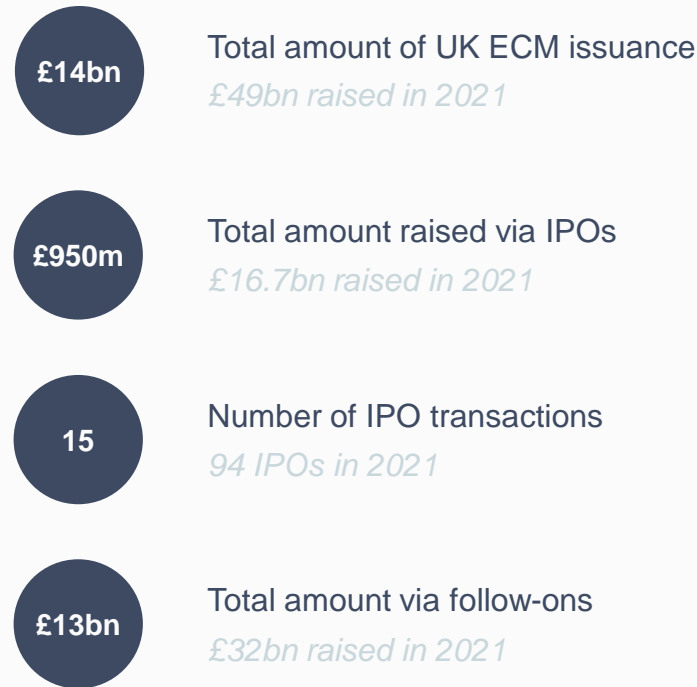 £14bn
Total amount of UK ECM issuance
£49bn raised in 2021
£950m
Total amount raised via IPOs
£16.7bn raised in 2021
15
Number of IPO transactions
94 IPOs in 2021
£13bn
Total amount via follow-ons
£32bn raised in 2021